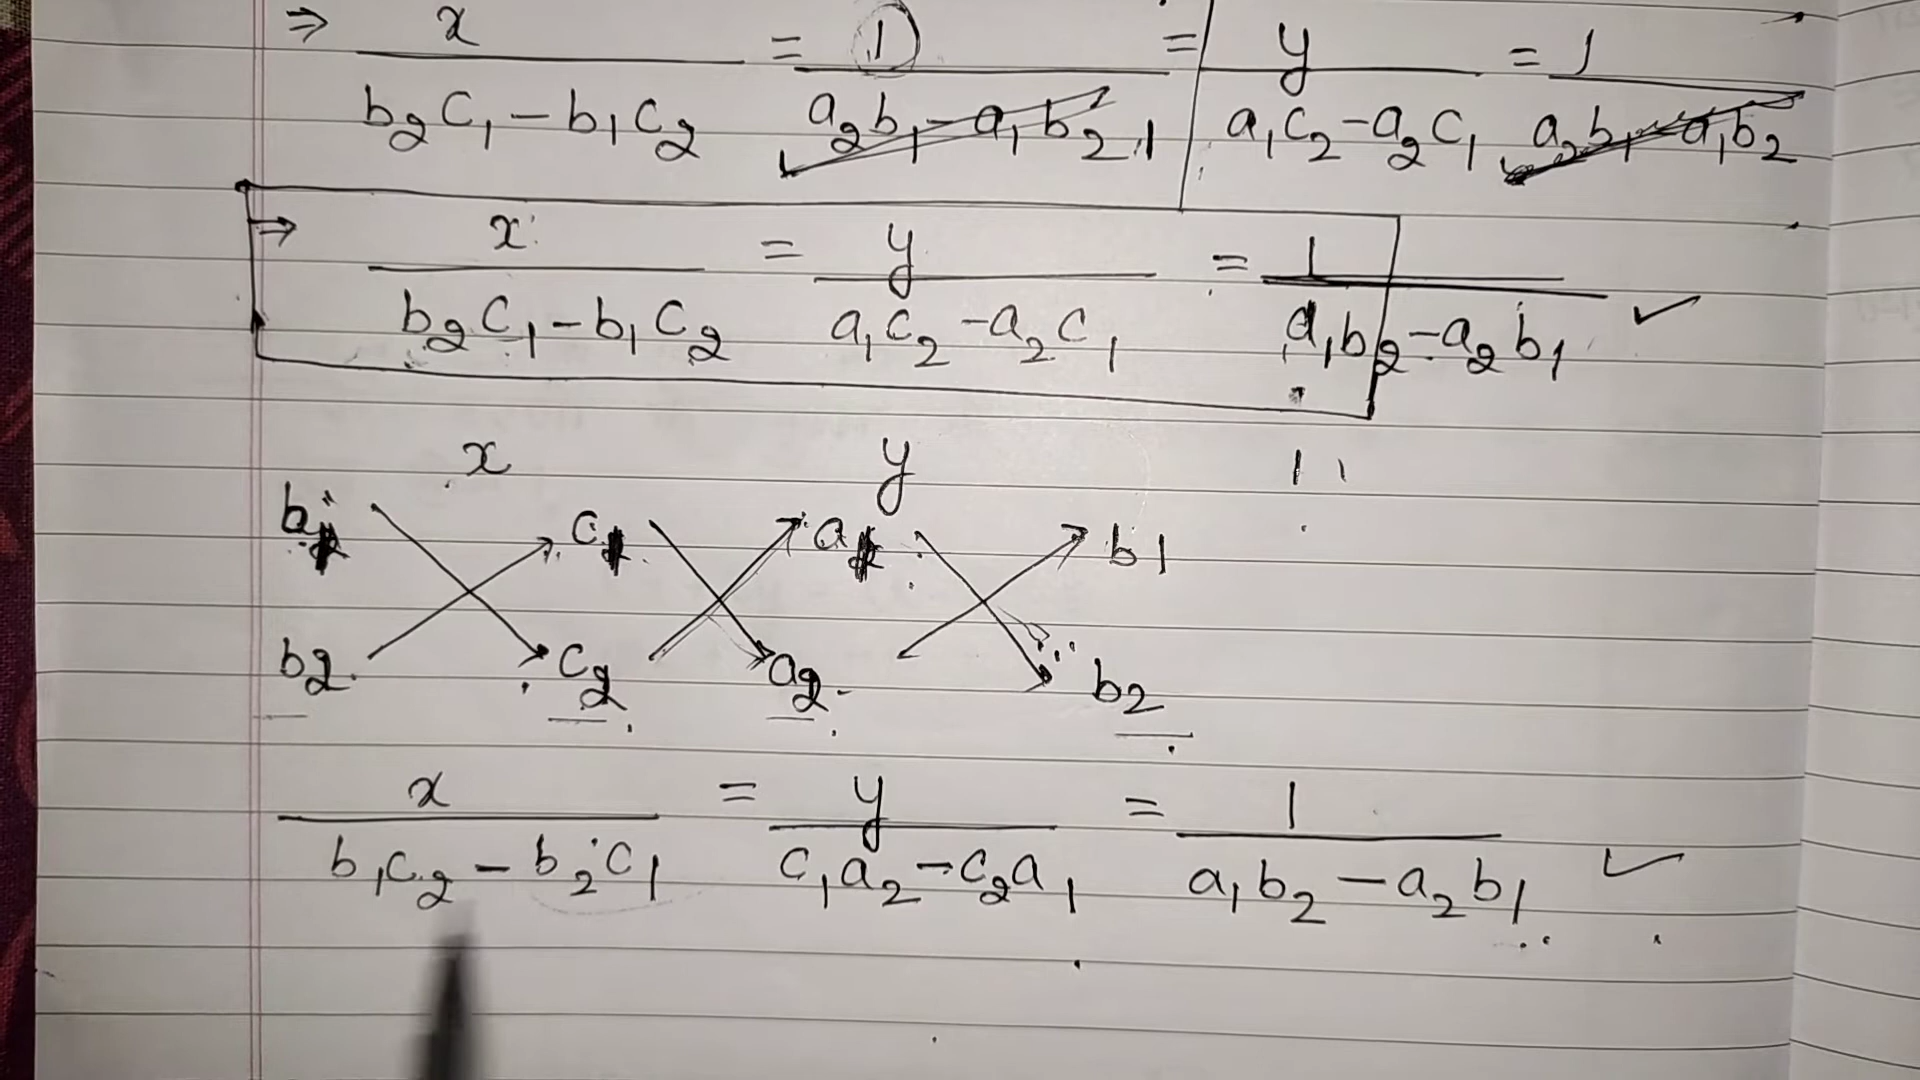 ⇒ x / (b₂c₁ - b₁c₂) = 1 / (a₂b₁ - a₁b₂) = | y / (a₁c₂ - a₂c₁) = 1 / (a₂b₁ - a₁b₂)
→ x / (b₂c₁ - b₁c₂) = y / (a₁c₂ - a₂c₁) = 1 / (a₁b₂ - a₂b₁) ✓
x y 1
b₁ c₁ a₁ b₁
b₂ c₂ a₂ b₂
x / (b₁c₂ - b₂c₁) = y / (c₁a₂ - c₂a₁) = 1 / (a₁b₂ - a₂b₁) ✓